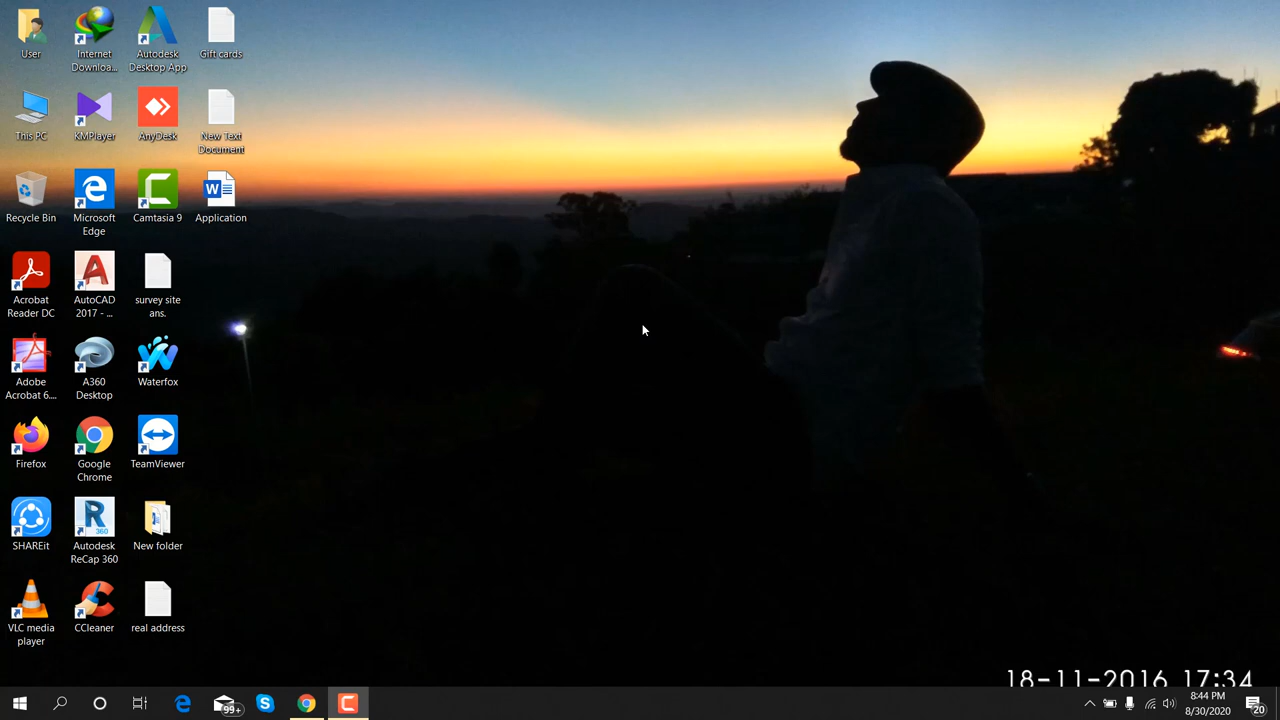 User
Internet
Downloa...
Autodesk
Desktop App
Gift cards
This PC
KMPlayer
AnyDesk
New Text
Document
Recycle Bin
Microsoft
Edge
Camtasia 9
Application
Acrobat
Reader DC
AutoCAD
2017 - ...
survey site
ans.
Adobe
Acrobat 6....
A360
Desktop
Waterfox
Firefox
Google
Chrome
TeamViewer
SHAREit
R
360
Autodesk
ReCap 360
New folder
VLC media
player
CCleaner
real address
18-11-2016 17:34
99+
8:44 PM
8/30/2020
20